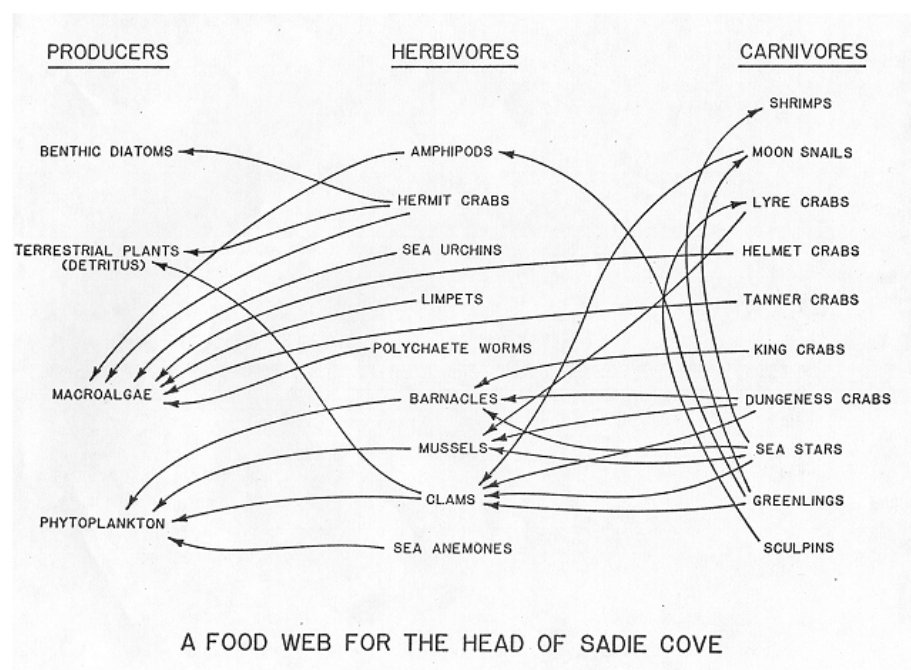 PRODUCERS
HERBIVORES
CARNIVORES
SHRIMPS
BENTHIC DIATOMS
AMPHIPODS
MOON SNAILS
HERMIT CRABS
LYRE CRABS
TERRESTRIAL PLANTS
(DETRITUS)
SEA URCHINS
HELMET CRABS
LIMPETS
TANNER CRABS
POLYCHAETE WORMS
KING CRABS
MACROALGAE
BARNACLES
DUNGENESS CRABS
MUSSELS
SEA STARS
CLAMS
GREENLINGS
PHYTOPLANKTON
SEA ANEMONES
SCULPINS
A FOOD WEB FOR THE HEAD OF SADIE COVE